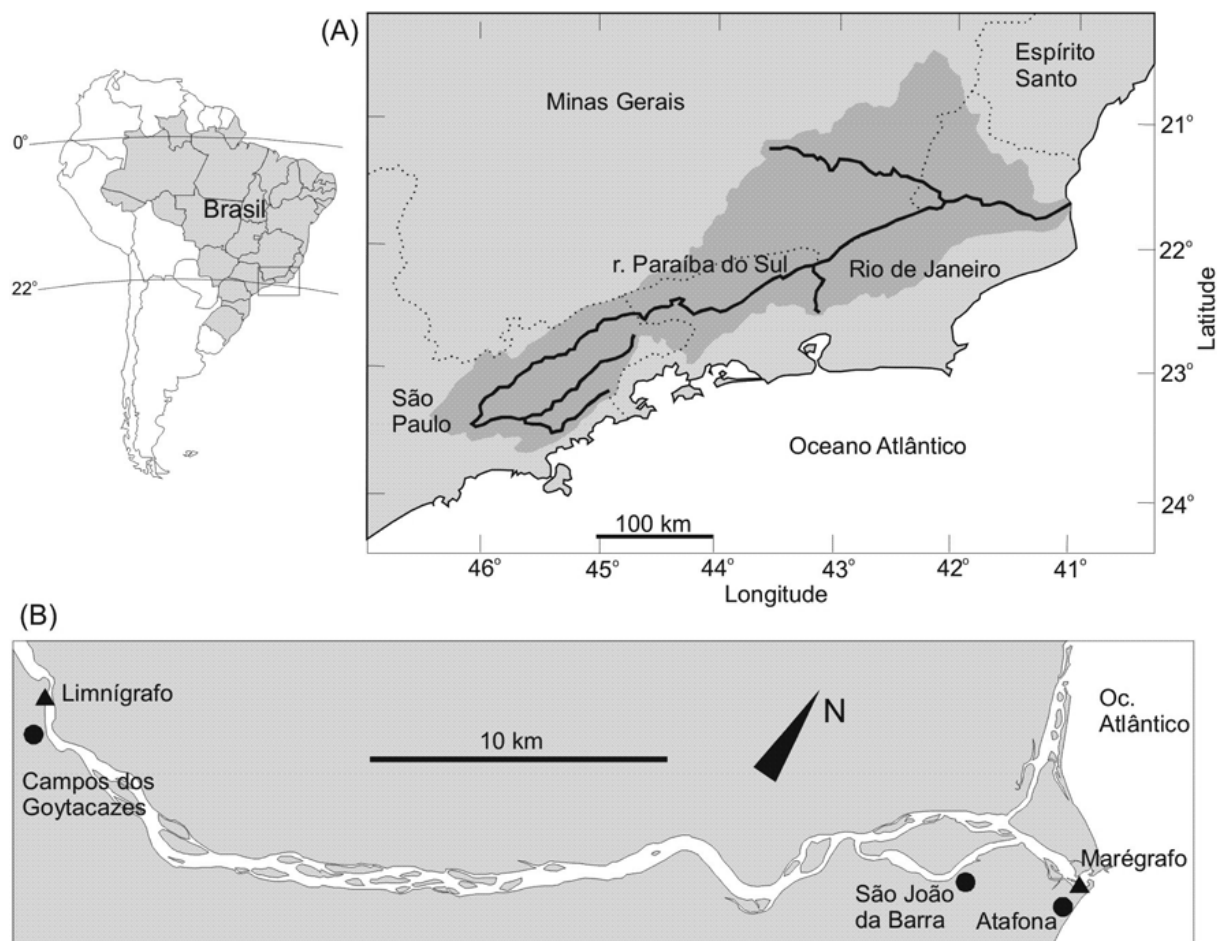 (A)
0°
Brasil
22°
Minas Gerais
Espírito
Santo
r. Paraíba do Sul
Rio de Janeiro
São
Paulo
Oceano Atlântico
100 km
21°
22°
23°
24°
Latitude
46°
45°
44°
43°
42°
41°
Longitude
(B)
Limnígrafo
Campos dos
Goytacazes
10 km
N
Oc.
Atlântico
Marégrafo
São João
da Barra
Atafona